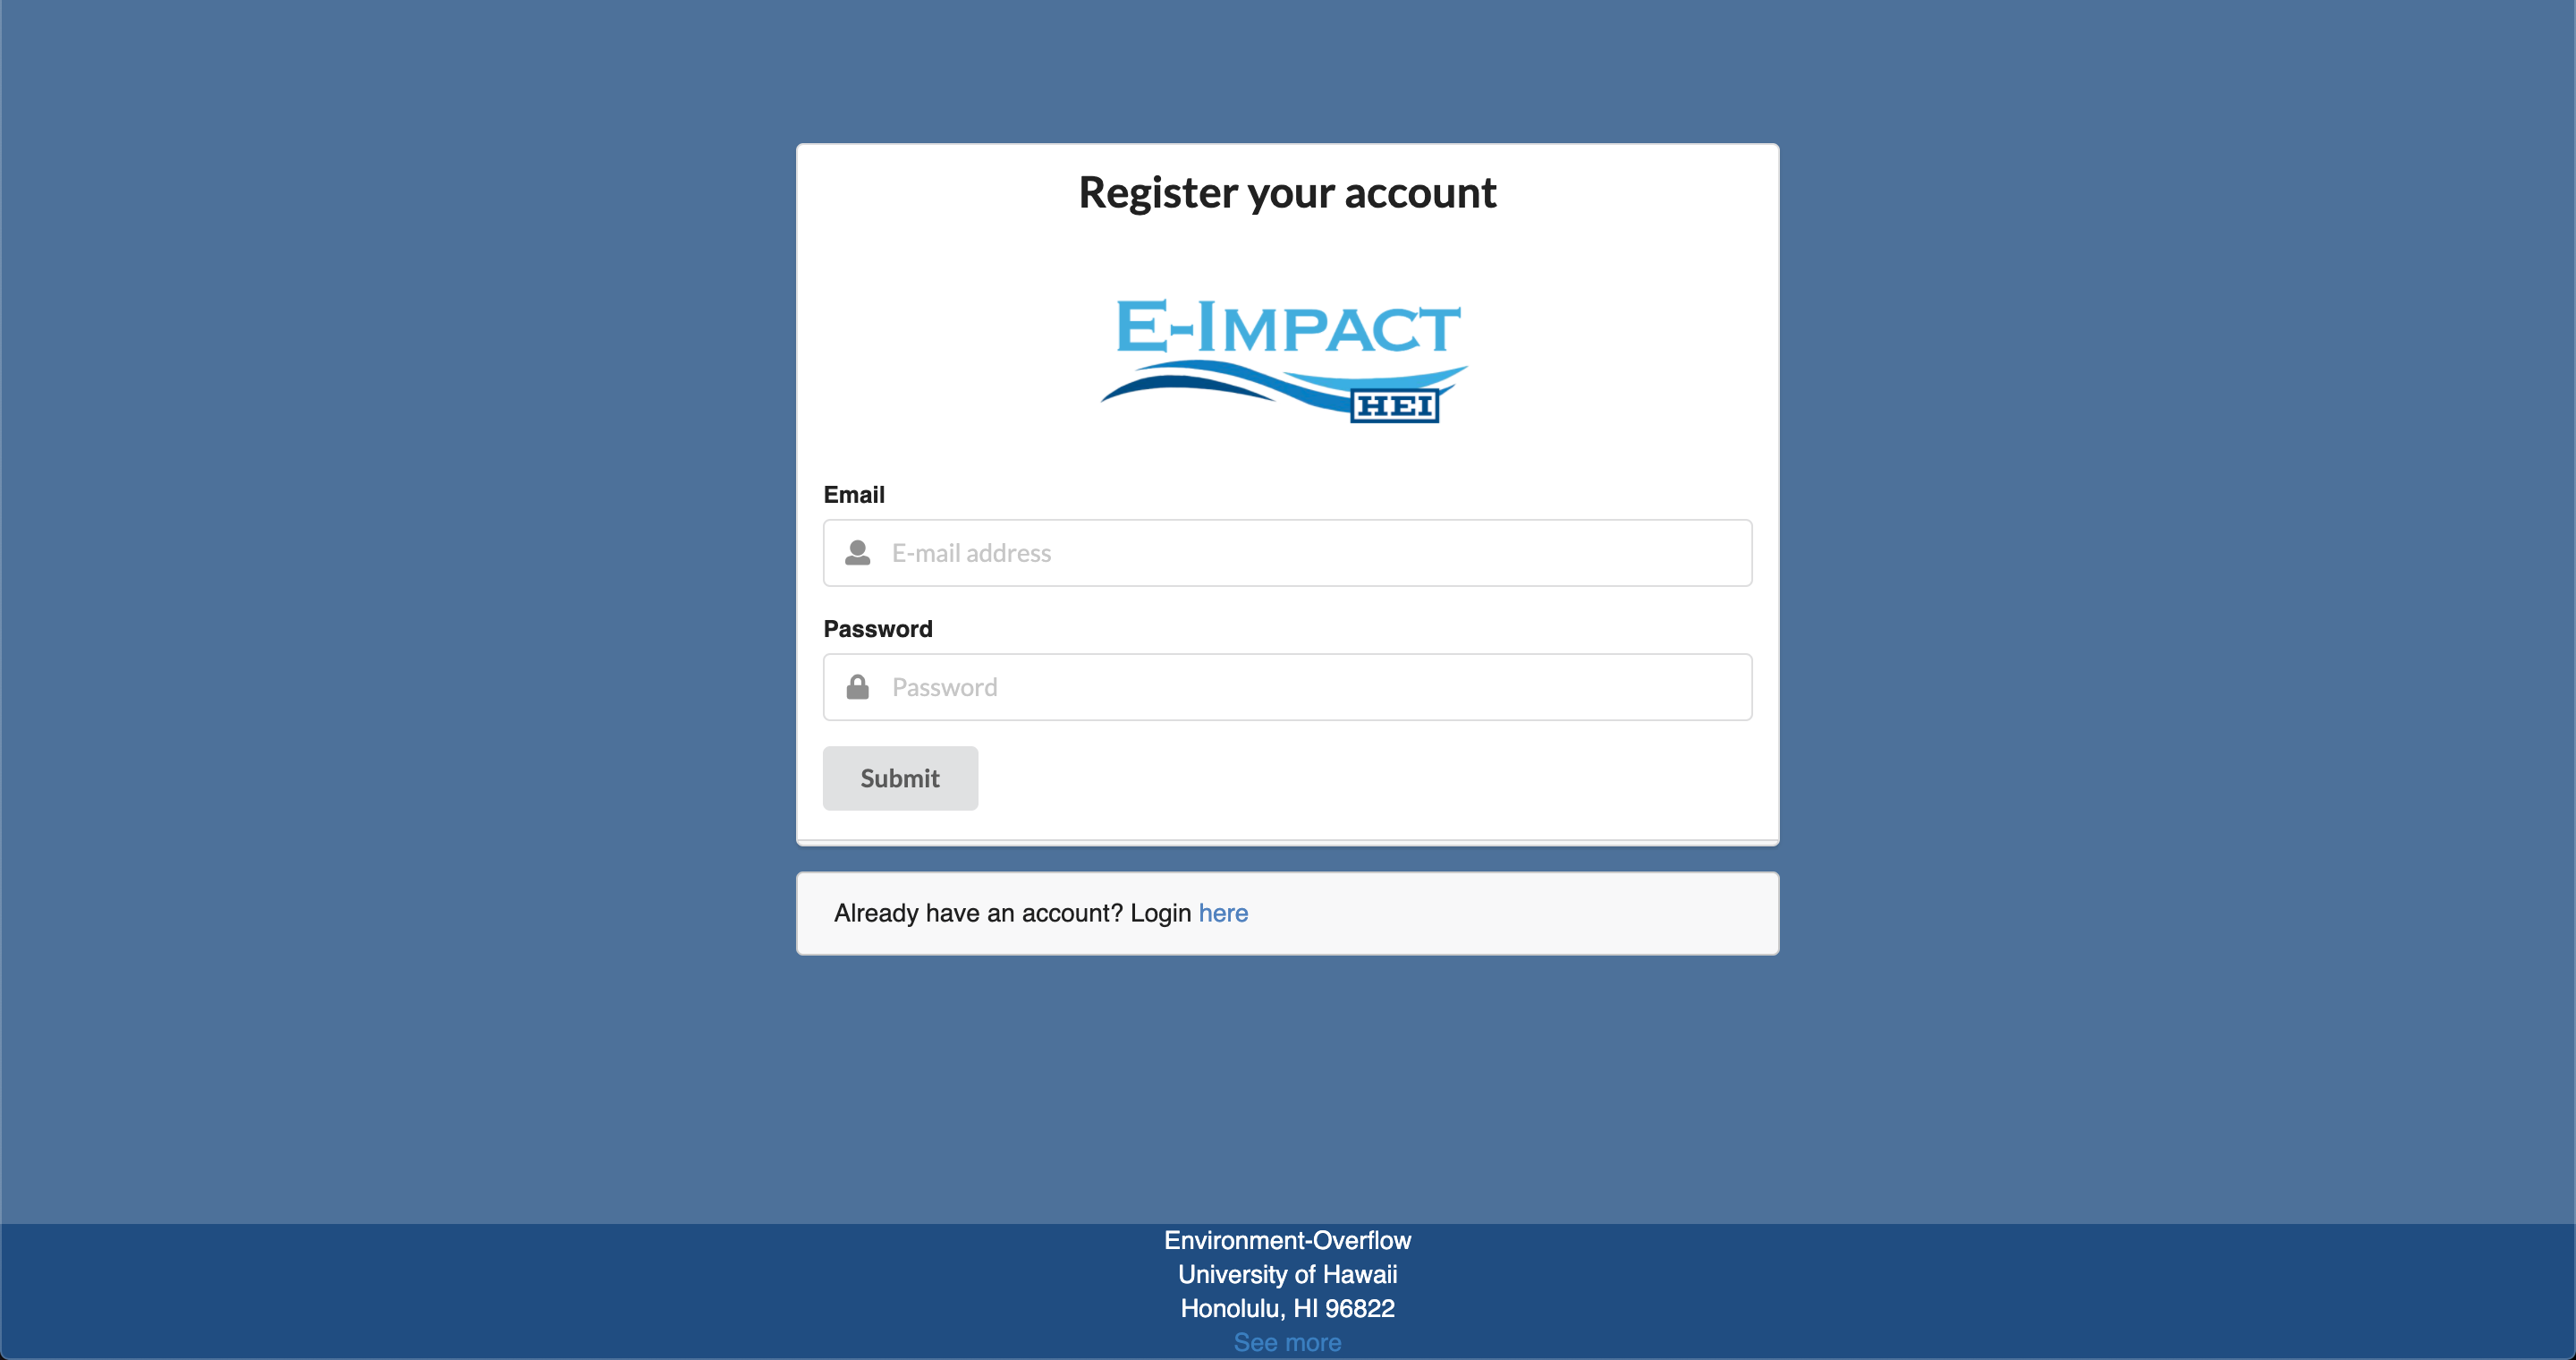 Register your account
E-IMPACT
HEI
Email
E-mail address
Password
Password
Submit
Already have an account? Login here
Environment-Overflow
University of Hawaii
Honolulu, HI 96822
See more